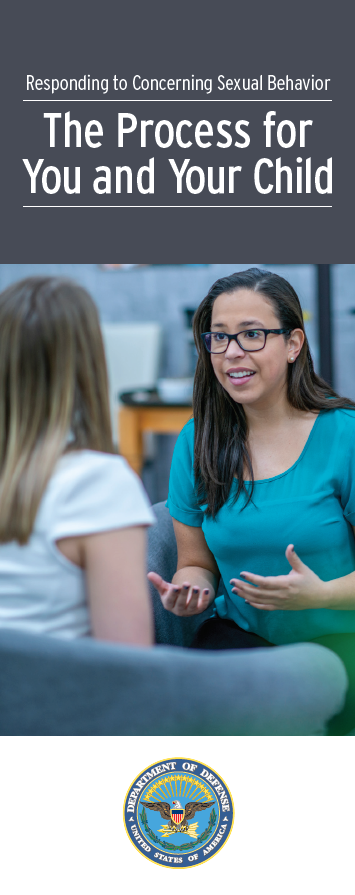 Responding to Concerning Sexual Behavior
The Process for
You and Your Child
DEPARTMENT OF DEFENSE
UNITED STATES OF AMERICA